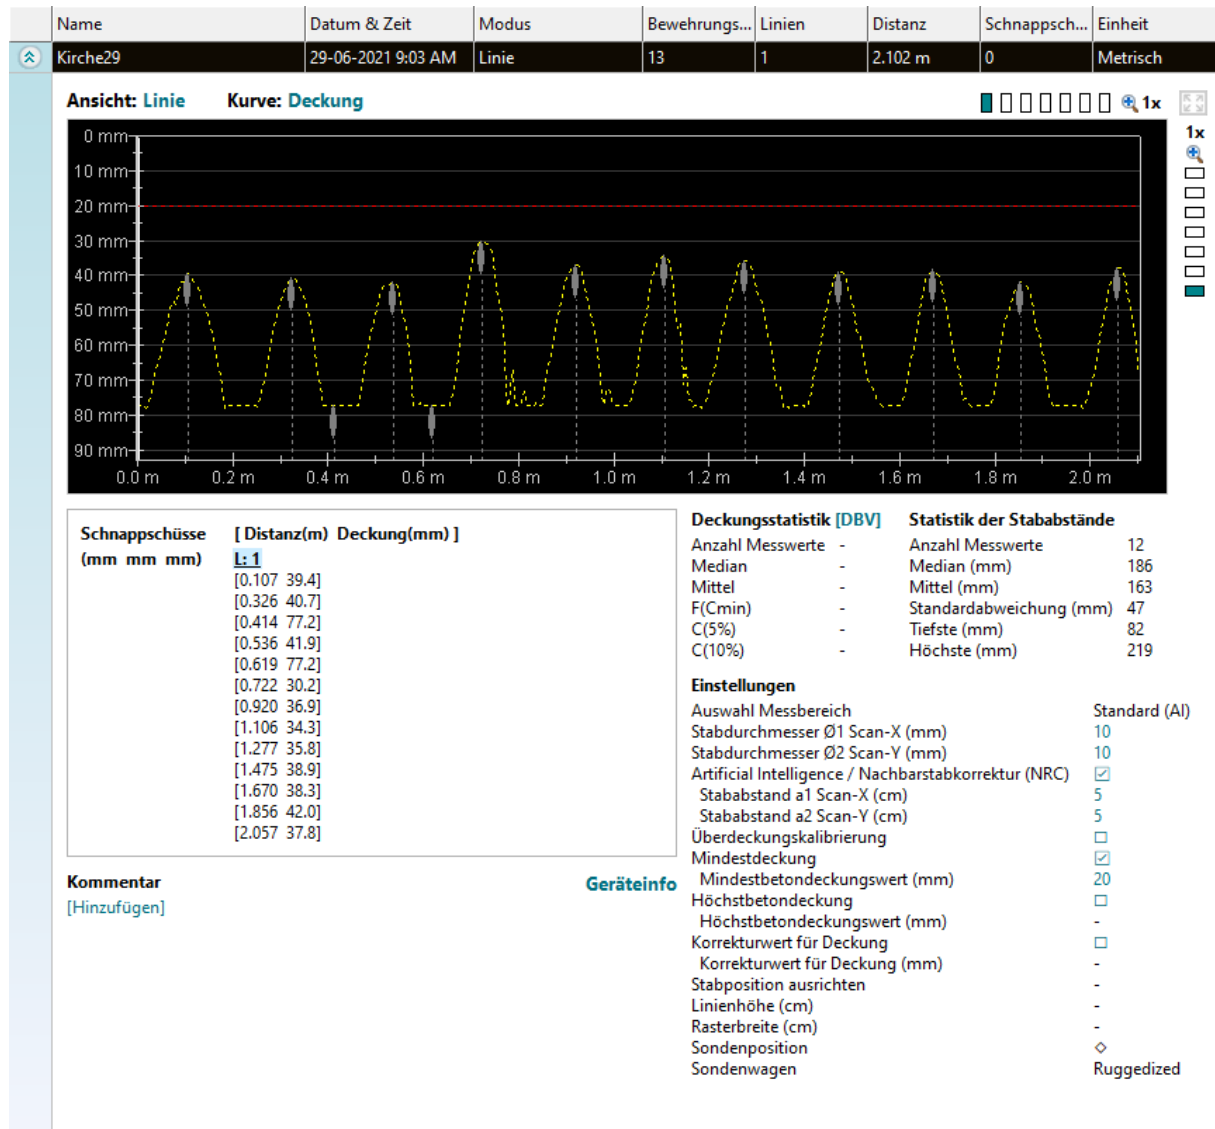 Name Datum & Zeit Modus Bewehrungs... Linien Distanz Schnappsch... Einheit
Kirche29 29-06-2021 9:03 AM Linie 13 1 2.102 m 0 Metrisch
Ansicht: Linie Kurve: Deckung 1x
1x
0 mm
10 mm
20 mm
30 mm
40 mm
50 mm
60 mm
70 mm
80 mm
90 mm
0.0 m 0.2 m 0.4 m 0.6 m 0.8 m 1.0 m 1.2 m 1.4 m 1.6 m 1.8 m 2.0 m
Schnappschüsse [ Distanz(m) Deckung(mm) ]
(mm mm mm) L: 1
[0.107 39.4]
[0.326 40.7]
[0.414 77.2]
[0.536 41.9]
[0.619 77.2]
[0.722 30.2]
[0.920 36.9]
[1.106 34.3]
[1.277 35.8]
[1.475 38.9]
[1.670 38.3]
[1.856 42.0]
[2.057 37.8]
Kommentar Geräteinfo
[Hinzufügen]
Deckungsstatistik [DBV] Statistik der Stababstände
Anzahl Messwerte - Anzahl Messwerte 12
Median - Median (mm) 186
Mittel - Mittel (mm) 163
F(Cmin) - Standardabweichung (mm) 47
C(5%) - Tiefste (mm) 82
C(10%) - Höchste (mm) 219
Einstellungen
Auswahl Messbereich Standard (AI)
Stabdurchmesser Ø1 Scan-X (mm) 10
Stabdurchmesser Ø2 Scan-Y (mm) 10
Artificial Intelligence / Nachbarstabkorrektur (NRC)
Stababstand a1 Scan-X (cm) 5
Stababstand a2 Scan-Y (cm) 5
Überdeckungskalibrierung
Mindestdeckung
Mindestbetondeckungswert (mm) 20
Höchstbetondeckung
Höchstbetondeckungswert (mm) -
Korrekturwert für Deckung
Korrekturwert für Deckung (mm) -
Stabposition ausrichten -
Linienhöhe (cm) -
Rasterbreite (cm) -
Sondenposition
Sondenwagen Ruggedized